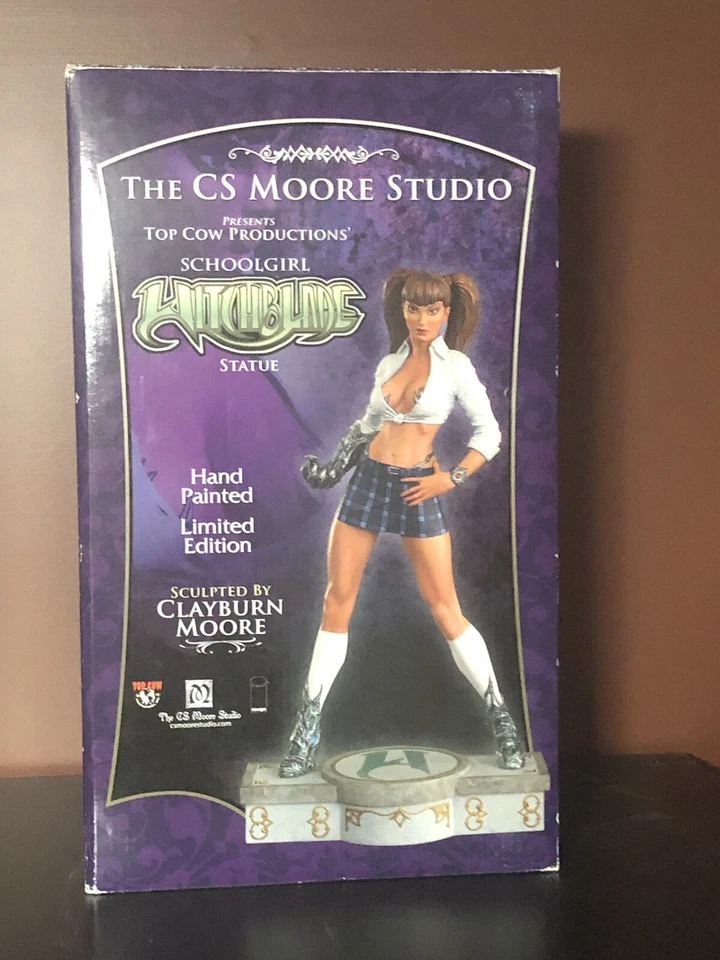 THE CS MOORE STUDIO
PRESENTS
TOP COW PRODUCTIONS'
SCHOOLGIRL
WITCHBLADE
STATUE
Hand
Painted
Limited
Edition
SCULPTED BY
CLAYBURN
MOORE
TOP COW
The CS Moore Studio
csmoorestudio.com
image